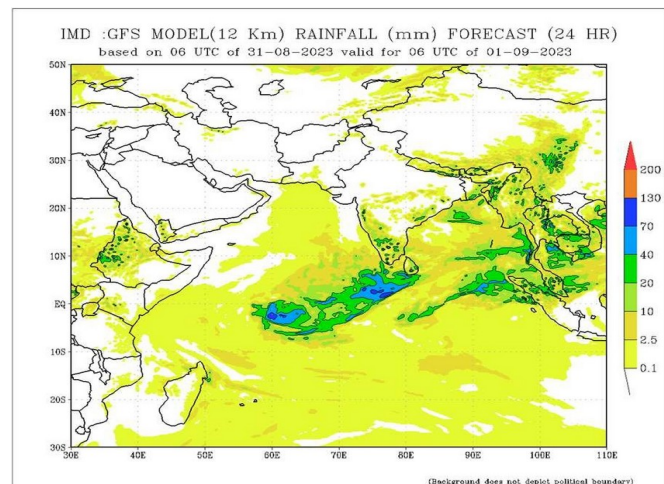 IMD :GFS MODEL(12 Km) RAINFALL (mm) FORECAST (24 HR)
based on 06 UTC of 31-08-2023 valid for 06 UTC of 01-09-2023
50N
40N
30N
20N
10N
EQ
10S
20S
30S
30E 40E 50E 60E 70E 80E 90E 100E 110E
200
130
70
40
20
10
2.5
0.1
(Background does not depict political boundary)